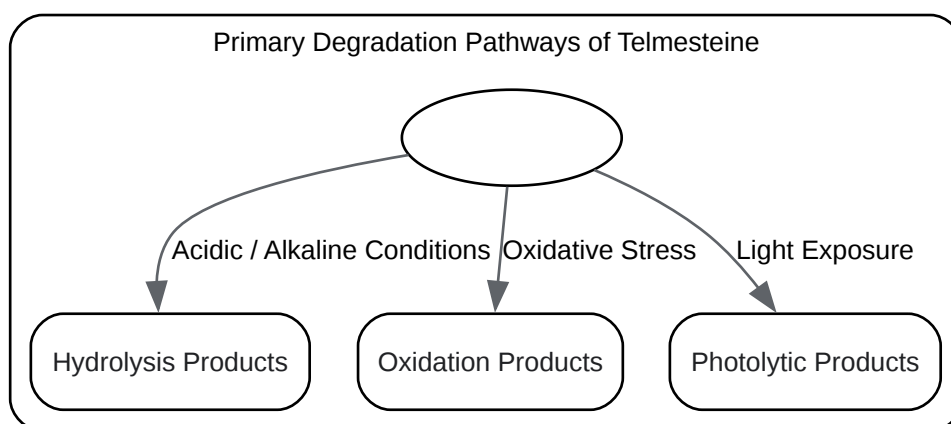 Primary Degradation Pathways of Telmesteine
Acidic / Alkaline Conditions
Oxidative Stress
Light Exposure
Hydrolysis Products
Oxidation Products
Photolytic Products